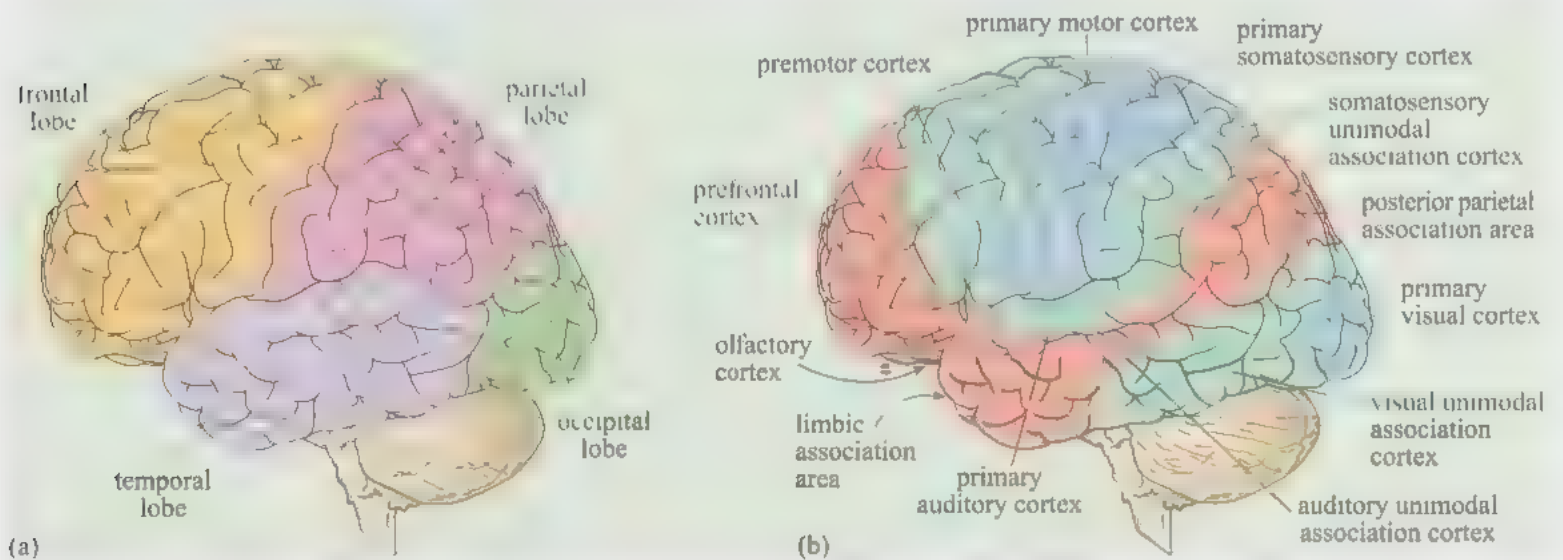 frontal
lobe
parietal
lobe
occipital
lobe
temporal
lobe
(a)
primary motor cortex
premotor cortex
primary
somatosensory cortex
somatosensory
unimodal
association cortex
prefrontal
cortex
posterior parietal
association area
primary
visual cortex
olfactory
cortex
limbic
association
area
primary
auditory cortex
visual unimodal
association
cortex
auditory unimodal
association cortex
(b)